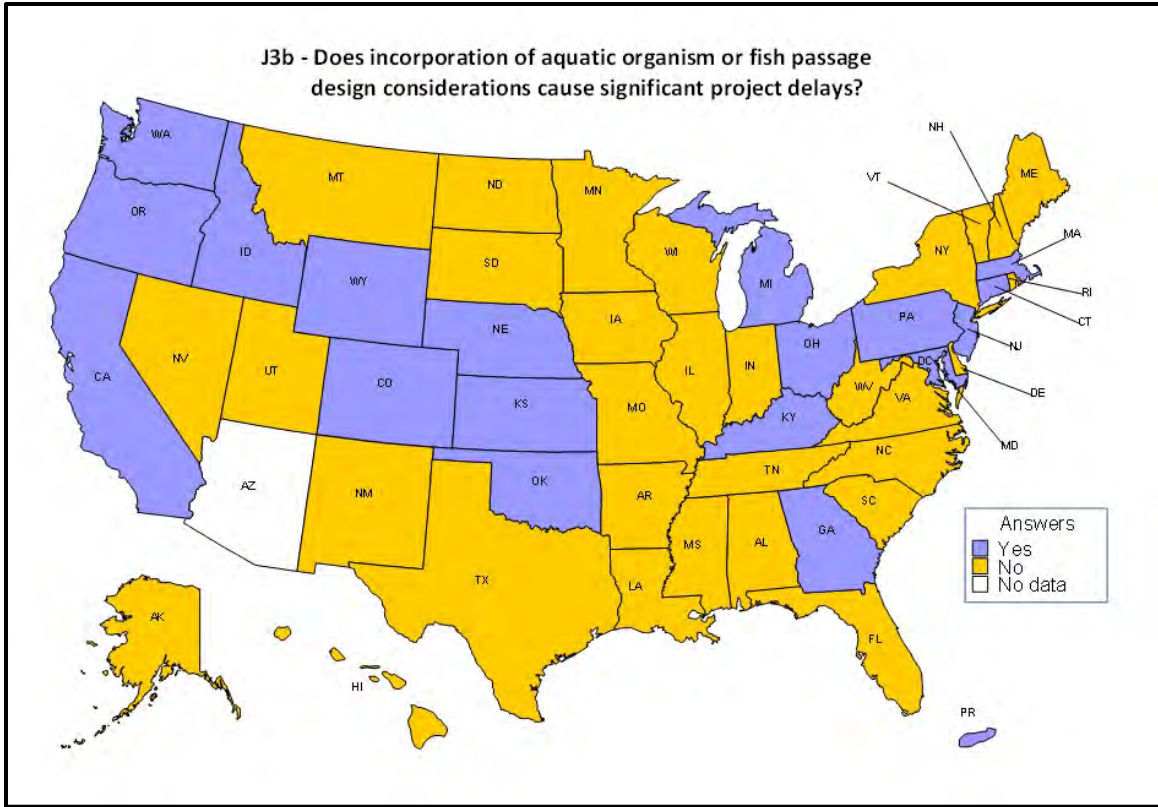 J3b - Does incorporation of aquatic organism or fish passage
design considerations cause significant project delays?
WA
OR
ID
MT
ND
MN
WI
MI
NY
VT
NH
ME
MA
RI
CT
NJ
DE
MD
DC
PA
OH
IN
IL
IA
SD
WY
NE
NV
UT
CO
KS
MO
KY
WV
VA
CA
AZ
NM
OK
AR
TN
NC
SC
GA
AL
MS
LA
TX
FL
AK
HI
PR
Answers
Yes
No
No data